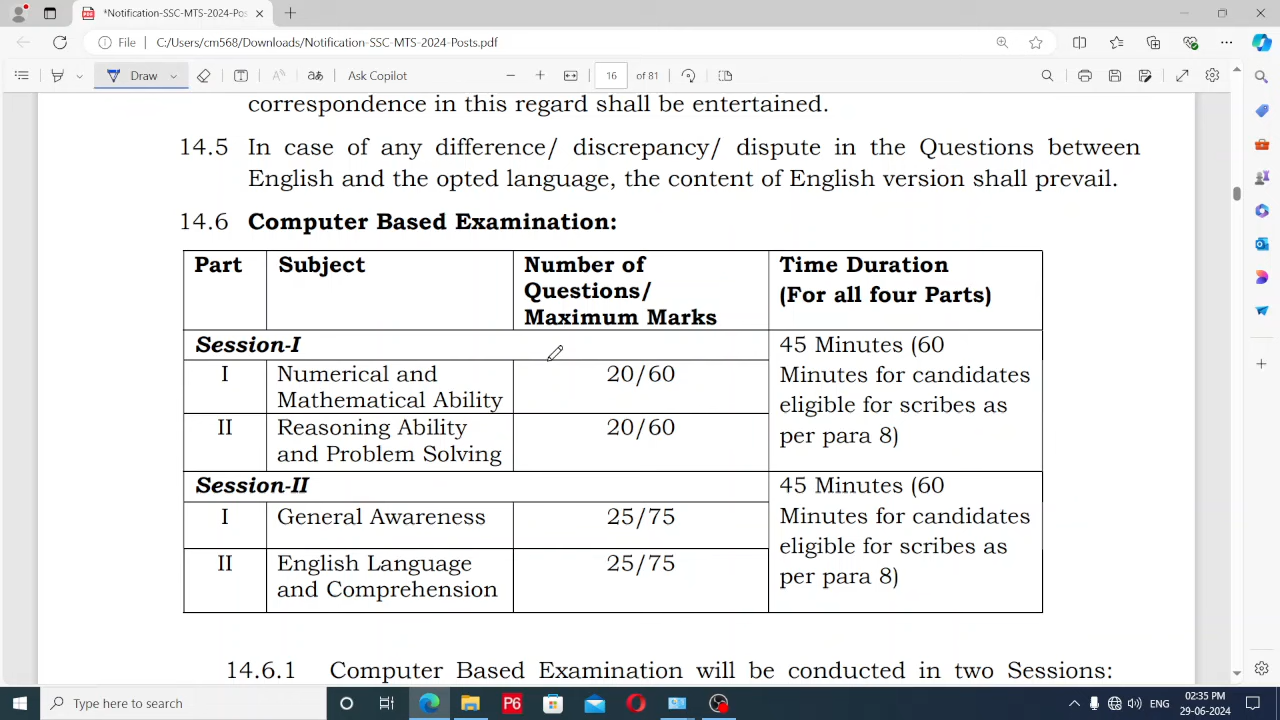 *Notification-SSC-MTS-2024-Pos
File
C:/Users/cm568/Downloads/Notification-SSC-MTS-2024-Posts.pdf
Draw
Ask Copilot
16
of 81
correspondence in this regard shall be entertained.
14.5 In case of any difference/ discrepancy/ dispute in the Questions between
English and the opted language, the content of English version shall prevail.
14.6 Computer Based Examination:
Part Subject Number of Questions/ Maximum Marks Time Duration (For all four Parts)
Session-I
45 Minutes (60
Minutes for candidates
eligible for scribes as
per para 8)
I Numerical and Mathematical Ability 20/60
II Reasoning Ability and Problem Solving 20/60
Session-II
45 Minutes (60
Minutes for candidates
eligible for scribes as
per para 8)
I General Awareness 25/75
II English Language and Comprehension 25/75
14.6.1 Computer Based Examination will be conducted in two Sessions:
Type here to search
P6
ENG
02:35 PM
29-06-2024